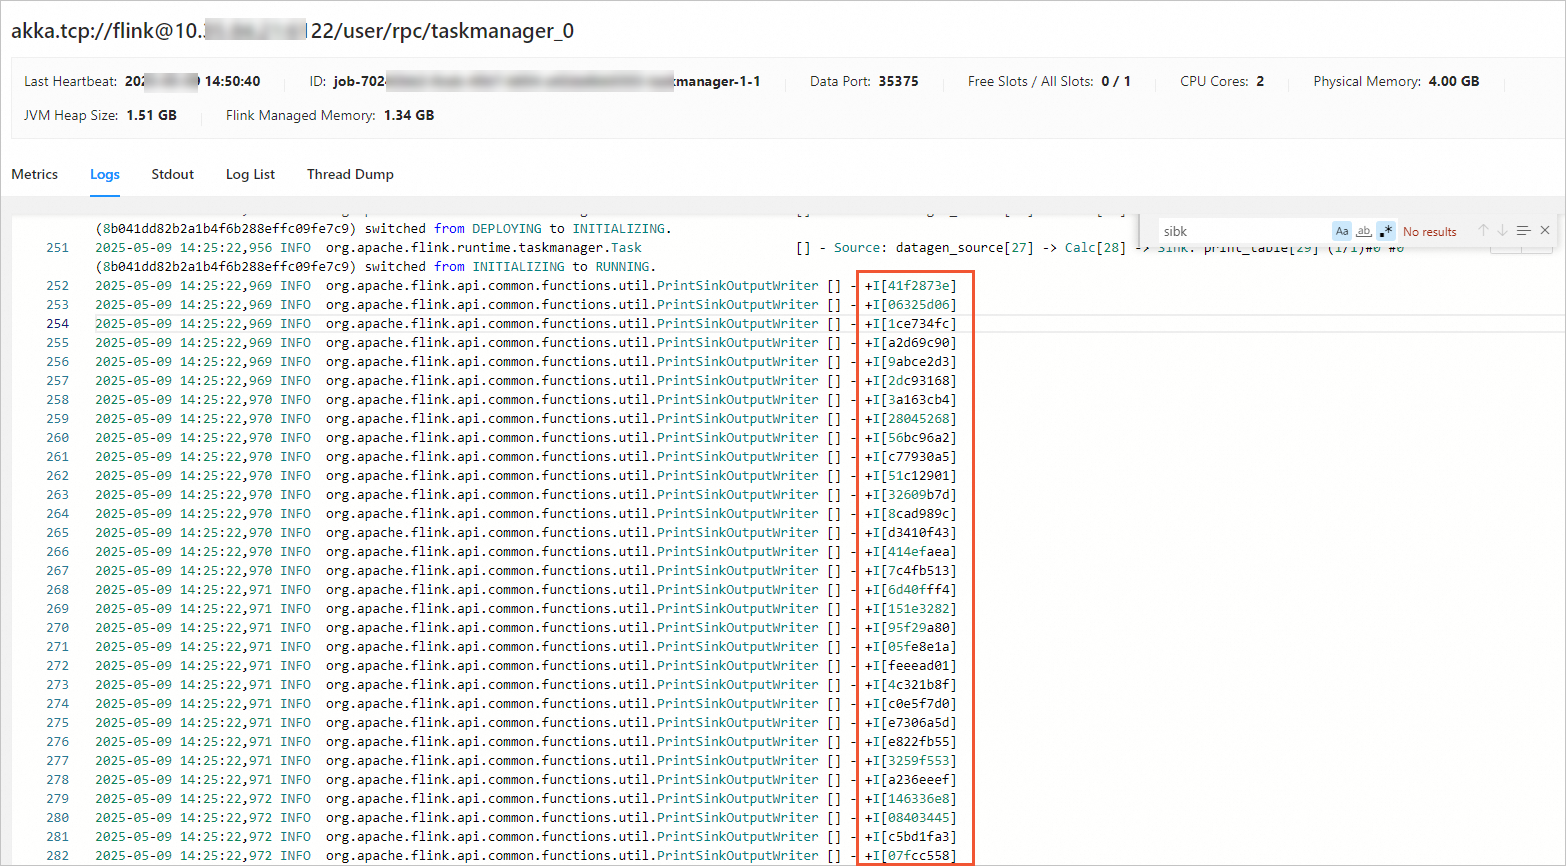 akka.tcp://flink@10. 122/user/rpc/taskmanager_0
Last Heartbeat: 14:50:40 ID: job-702 manager-1-1 Data Port: 35375 Free Slots / All Slots: 0 / 1 CPU Cores: 2 Physical Memory: 4.00 GB
JVM Heap Size: 1.51 GB Flink Managed Memory: 1.34 GB
Metrics Logs Stdout Log List Thread Dump
(8b041dd82b2a1b4f6b288effc09fe7c9) switched from DEPLOYING to INITIALIZING.
sibk Aa ab .* No results
251 2025-05-09 14:25:22,956 INFO org.apache.flink.runtime.taskmanager.Task [] - Source: datagen_source[27] -> Calc[28] -> Sink: print_table[29] (1/1)#0 #0
(8b041dd82b2a1b4f6b288effc09fe7c9) switched from INITIALIZING to RUNNING.
252 2025-05-09 14:25:22,969 INFO org.apache.flink.api.common.functions.util.PrintSinkOutputWriter [] - +I[41f2873e]
253 2025-05-09 14:25:22,969 INFO org.apache.flink.api.common.functions.util.PrintSinkOutputWriter [] - +I[06325d06]
254 2025-05-09 14:25:22,969 INFO org.apache.flink.api.common.functions.util.PrintSinkOutputWriter [] - +I[1ce734fc]
255 2025-05-09 14:25:22,969 INFO org.apache.flink.api.common.functions.util.PrintSinkOutputWriter [] - +I[a2d69c90]
256 2025-05-09 14:25:22,969 INFO org.apache.flink.api.common.functions.util.PrintSinkOutputWriter [] - +I[9abce2d3]
257 2025-05-09 14:25:22,969 INFO org.apache.flink.api.common.functions.util.PrintSinkOutputWriter [] - +I[2dc93168]
258 2025-05-09 14:25:22,970 INFO org.apache.flink.api.common.functions.util.PrintSinkOutputWriter [] - +I[3a163cb4]
259 2025-05-09 14:25:22,970 INFO org.apache.flink.api.common.functions.util.PrintSinkOutputWriter [] - +I[28045268]
260 2025-05-09 14:25:22,970 INFO org.apache.flink.api.common.functions.util.PrintSinkOutputWriter [] - +I[56bc96a2]
261 2025-05-09 14:25:22,970 INFO org.apache.flink.api.common.functions.util.PrintSinkOutputWriter [] - +I[c77930a5]
262 2025-05-09 14:25:22,970 INFO org.apache.flink.api.common.functions.util.PrintSinkOutputWriter [] - +I[51c12901]
263 2025-05-09 14:25:22,970 INFO org.apache.flink.api.common.functions.util.PrintSinkOutputWriter [] - +I[32609b7d]
264 2025-05-09 14:25:22,970 INFO org.apache.flink.api.common.functions.util.PrintSinkOutputWriter [] - +I[8cad989c]
265 2025-05-09 14:25:22,970 INFO org.apache.flink.api.common.functions.util.PrintSinkOutputWriter [] - +I[d3410f43]
266 2025-05-09 14:25:22,970 INFO org.apache.flink.api.common.functions.util.PrintSinkOutputWriter [] - +I[414efaea]
267 2025-05-09 14:25:22,970 INFO org.apache.flink.api.common.functions.util.PrintSinkOutputWriter [] - +I[7c4fb513]
268 2025-05-09 14:25:22,971 INFO org.apache.flink.api.common.functions.util.PrintSinkOutputWriter [] - +I[6d40fff4]
269 2025-05-09 14:25:22,971 INFO org.apache.flink.api.common.functions.util.PrintSinkOutputWriter [] - +I[151e3282]
270 2025-05-09 14:25:22,971 INFO org.apache.flink.api.common.functions.util.PrintSinkOutputWriter [] - +I[95f29a80]
271 2025-05-09 14:25:22,971 INFO org.apache.flink.api.common.functions.util.PrintSinkOutputWriter [] - +I[05fe8e1a]
272 2025-05-09 14:25:22,971 INFO org.apache.flink.api.common.functions.util.PrintSinkOutputWriter [] - +I[feeead01]
273 2025-05-09 14:25:22,971 INFO org.apache.flink.api.common.functions.util.PrintSinkOutputWriter [] - +I[4c321b8f]
274 2025-05-09 14:25:22,971 INFO org.apache.flink.api.common.functions.util.PrintSinkOutputWriter [] - +I[c0e5f7d0]
275 2025-05-09 14:25:22,971 INFO org.apache.flink.api.common.functions.util.PrintSinkOutputWriter [] - +I[e7306a5d]
276 2025-05-09 14:25:22,971 INFO org.apache.flink.api.common.functions.util.PrintSinkOutputWriter [] - +I[e822fb55]
277 2025-05-09 14:25:22,971 INFO org.apache.flink.api.common.functions.util.PrintSinkOutputWriter [] - +I[3259f553]
278 2025-05-09 14:25:22,971 INFO org.apache.flink.api.common.functions.util.PrintSinkOutputWriter [] - +I[a236eeef]
279 2025-05-09 14:25:22,972 INFO org.apache.flink.api.common.functions.util.PrintSinkOutputWriter [] - +I[146336e8]
280 2025-05-09 14:25:22,972 INFO org.apache.flink.api.common.functions.util.PrintSinkOutputWriter [] - +I[08403445]
281 2025-05-09 14:25:22,972 INFO org.apache.flink.api.common.functions.util.PrintSinkOutputWriter [] - +I[c5bd1fa3]
282 2025-05-09 14:25:22,972 INFO org.apache.flink.api.common.functions.util.PrintSinkOutputWriter [] - +I[07fcc558]